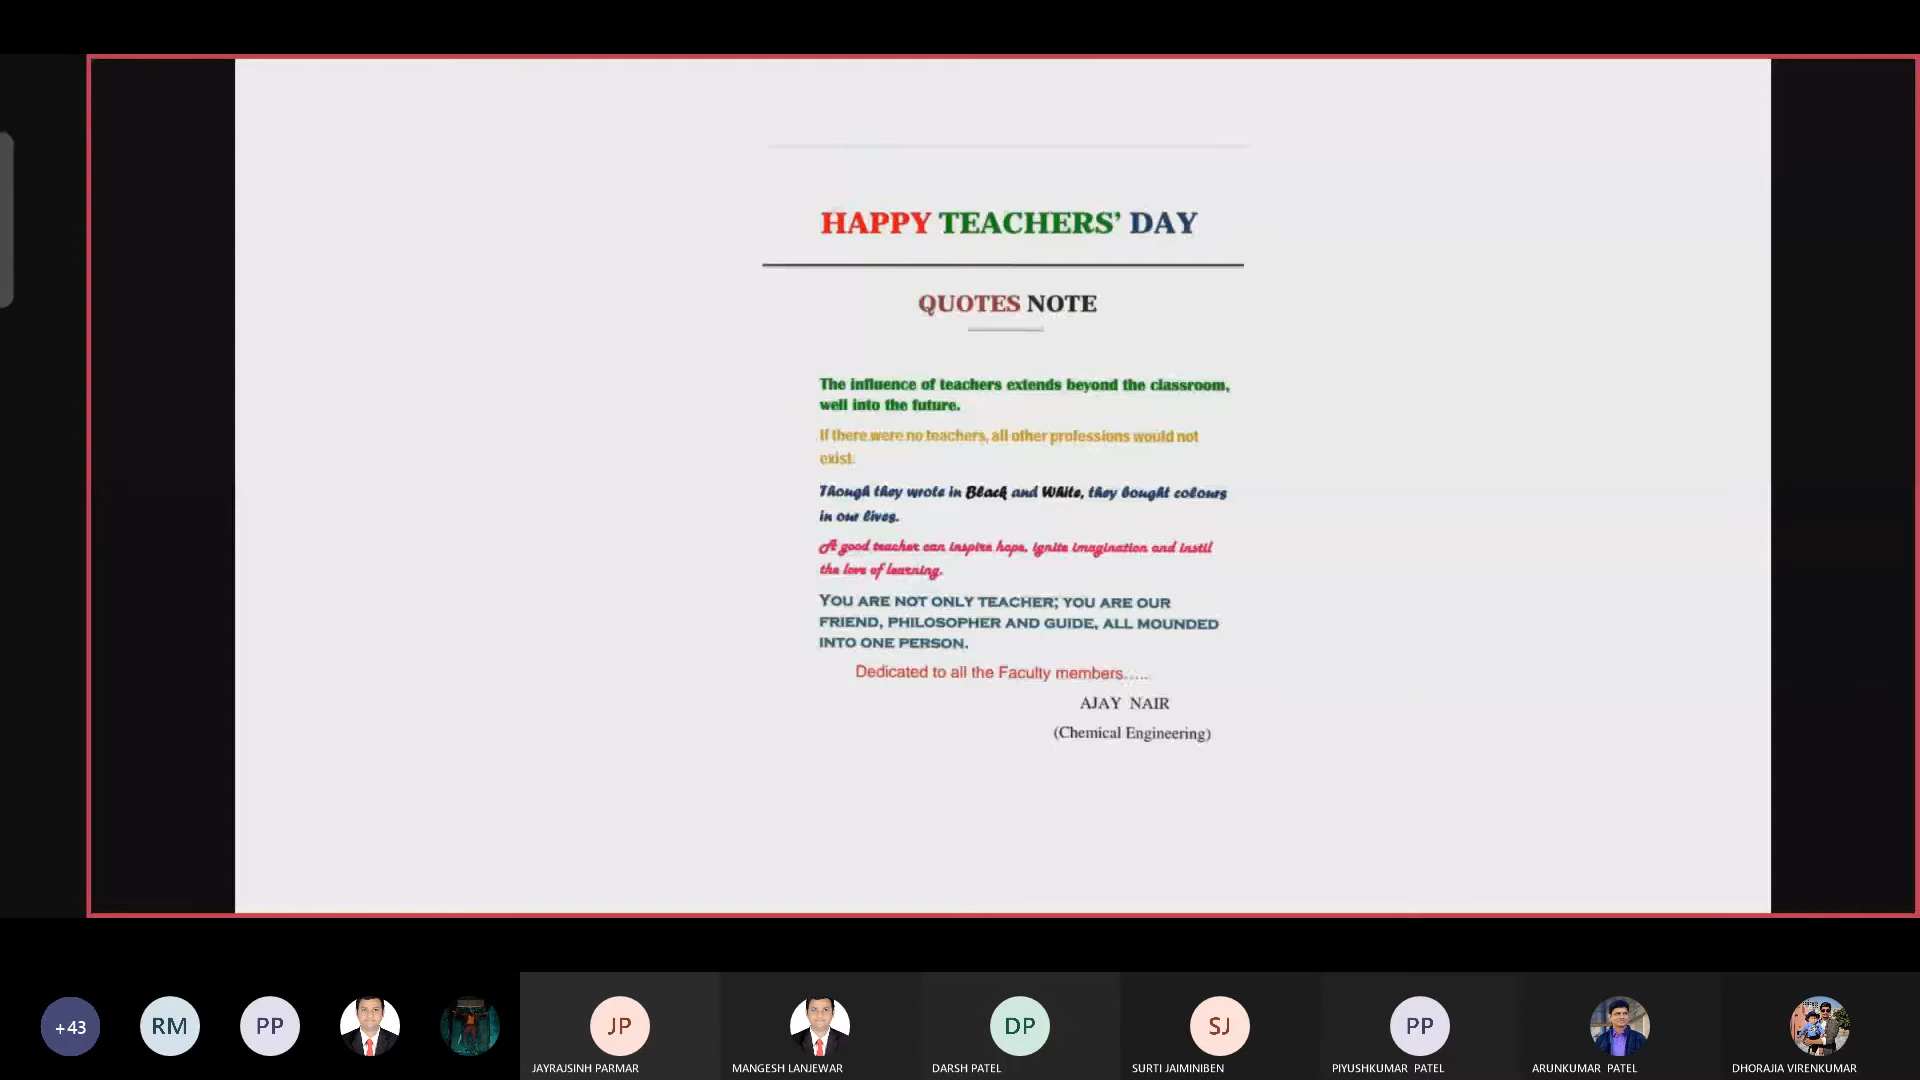 HAPPY TEACHERS’ DAY
QUOTES NOTE
The influence of teachers extends beyond the classroom,
well into the future.
If there were no teachers, all other professions would not
exist.
Though they wrote in Black and White, they bought colours
in our lives.
A good teacher can inspire hope, ignite imagination and instil
the love of learning.
YOU ARE NOT ONLY TEACHER; YOU ARE OUR
FRIEND, PHILOSOPHER AND GUIDE, ALL MOUNDED
INTO ONE PERSON.
Dedicated to all the Faculty members.....
AJAY NAIR
(Chemical Engineering)
+43
RM
PP
JP
DP
SJ
PP
JAYRAJSINH PARMAR
MANGESH LANJEWAR
DARSH PATEL
SURTI JAIMINIBEN
PIYUSHKUMAR PATEL
ARUNKUMAR PATEL
DHORAJIA VIRENKUMAR